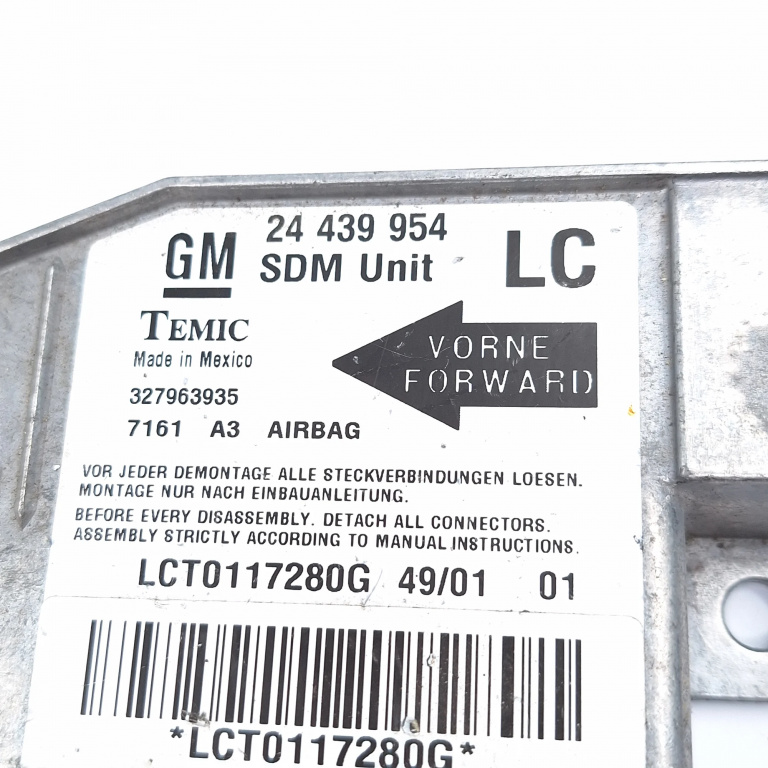 GM 24 439 954 LC
SDM Unit
TEMIC
Made in Mexico
VORNE
FORWARD
327963935
7161 A3 AIRBAG
VOR JEDER DEMONTAGE ALLE STECKVERBINDUNGEN LOESEN.
MONTAGE NUR NACH EINBAUANLEITUNG.
BEFORE EVERY DISASSEMBLY. DETACH ALL CONNECTORS.
ASSEMBLY STRICTLY ACCORDING TO MANUAL INSTRUCTIONS.
LCT0117280G 49/01 01
*LCT0117280G*